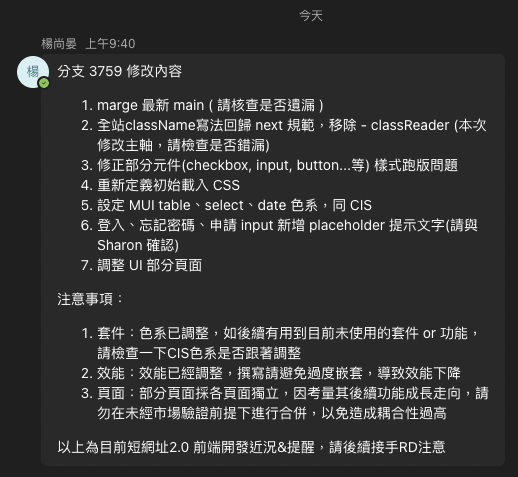 今天
楊尚晏 上午9:40
楊
分支 3759 修改內容
1. marge 最新 main ( 請核查是否遺漏 )
2. 全站className寫法回歸 next 規範，移除 - classReader (本次
修改主軸，請檢查是否錯漏)
3. 修正部分元件(checkbox, input, button...等) 樣式跑版問題
4. 重新定義初始載入 CSS
5. 設定 MUI table、select、date 色系，同 CIS
6. 登入、忘記密碼、申請 input 新增 placeholder 提示文字(請與
Sharon 確認)
7. 調整 UI 部分頁面
注意事項：
1. 套件：色系已調整，如後續有用到目前未使用的套件 or 功能，
請檢查一下CIS色系是否跟著調整
2. 效能：效能已經調整，撰寫請避免過度嵌套，導致效能下降
3. 頁面：部分頁面採各頁面獨立，因考量其後續功能成長走向，請
勿在未經市場驗證前提下進行合併，以免造成耦合性過高
以上為目前短網址2.0 前端開發近況&提醒，請後續接手RD注意